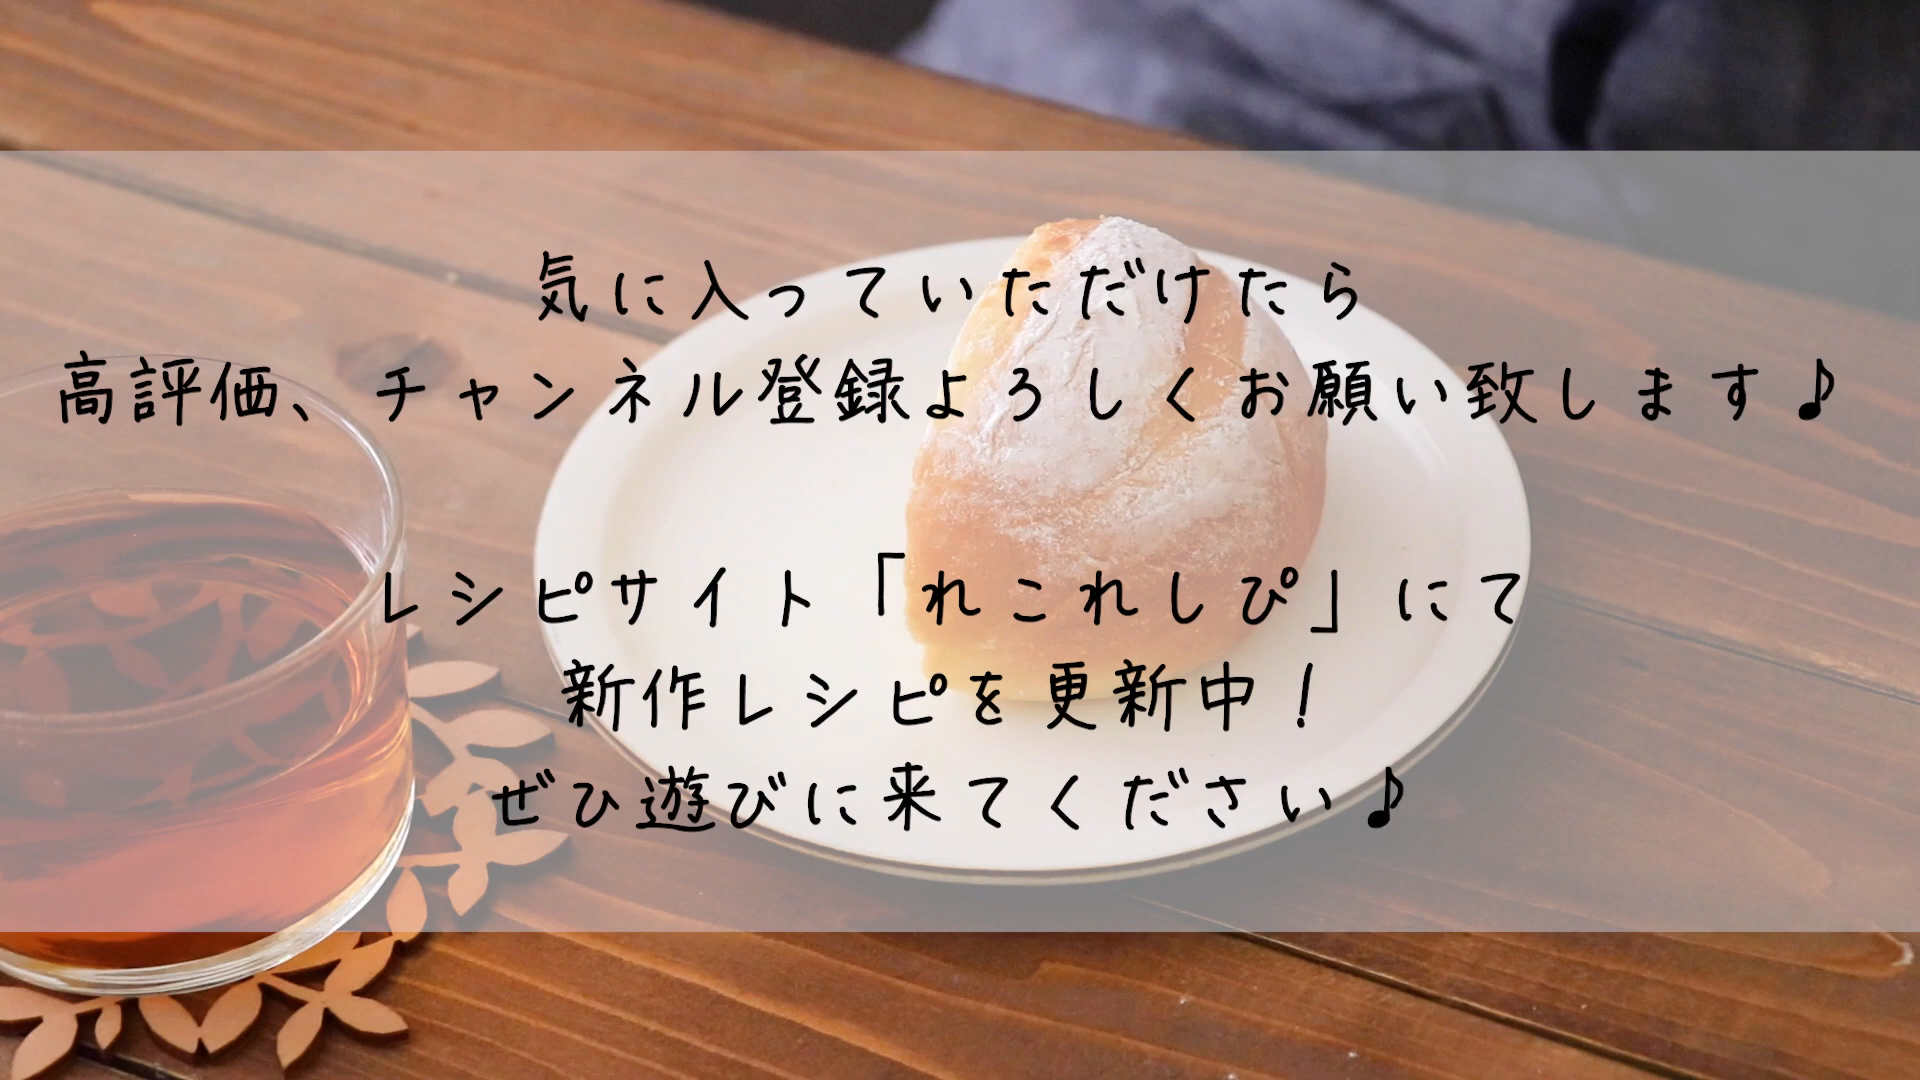 気に入っていただけたら
高評価、チャンネル登録よろしくお願い致します♪
レシピサイト「れこれしぴ」にて
新作レシピを更新中！
ぜひ遊びに来てください♪